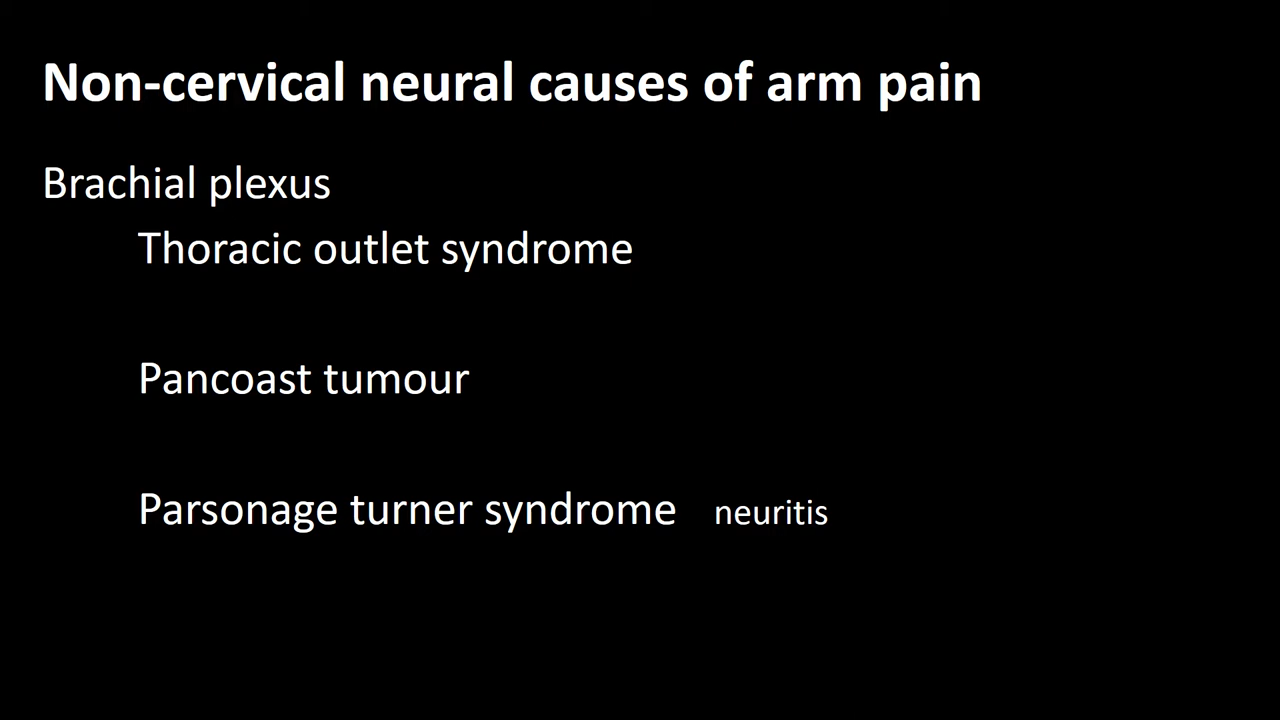 Non-cervical neural causes of arm pain
Brachial plexus
Thoracic outlet syndrome
Pancoast tumour
Parsonage turner syndrome neuritis